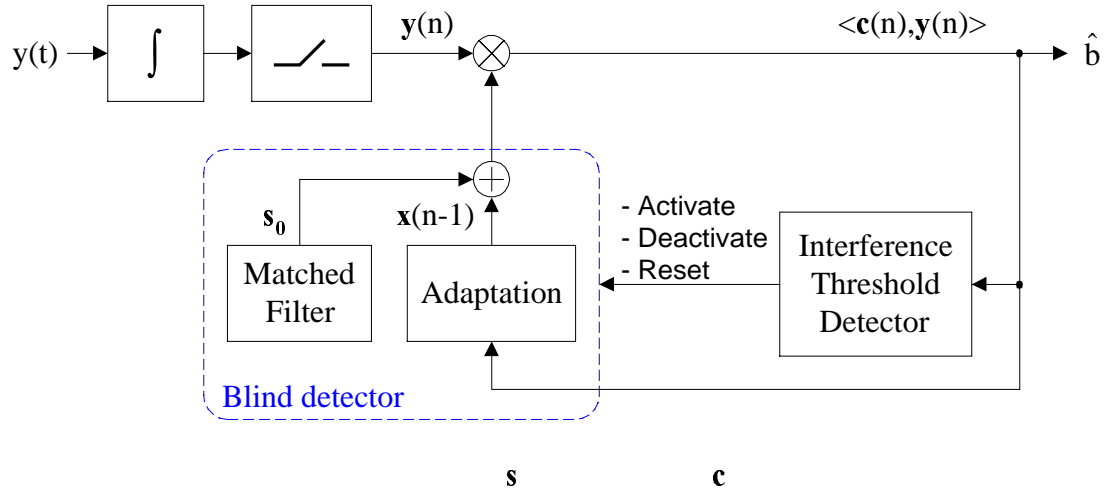 y(t)
∫
y(n)
<c(n),y(n)>
b̂
s₀
x(n-1)
Matched
Filter
Adaptation
- Activate
- Deactivate
- Reset
Interference
Threshold
Detector
Blind detector
s c